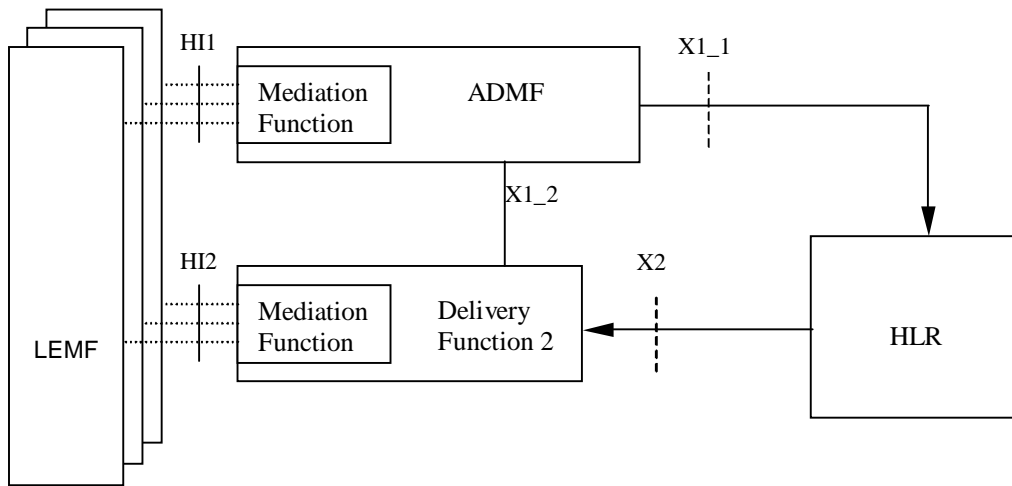 HI1
X1_1
Mediation
Function
ADMF
X1_2
HI2
X2
Mediation
Function
Delivery
Function 2
LEMF
HLR